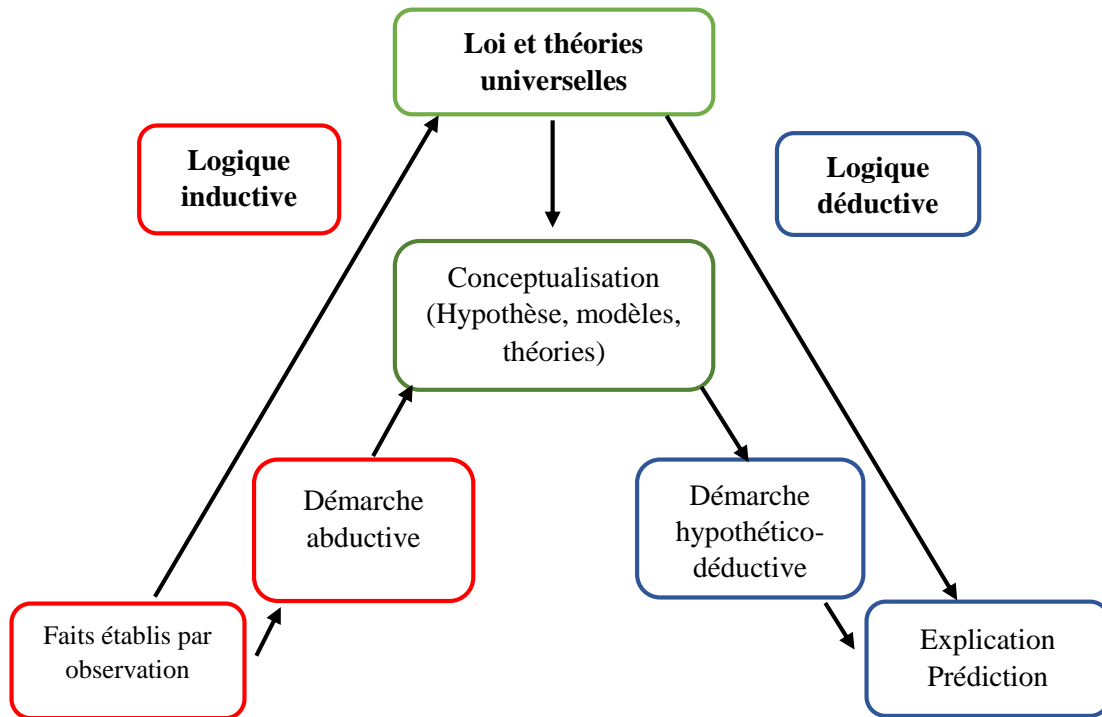 Loi et théories
universelles
Logique
inductive
Logique
déductive
Conceptualisation
(Hypothèse, modèles,
théories)
Démarche
abductive
Démarche
hypothético-
déductive
Faits établis par
observation
Explication
Prédiction